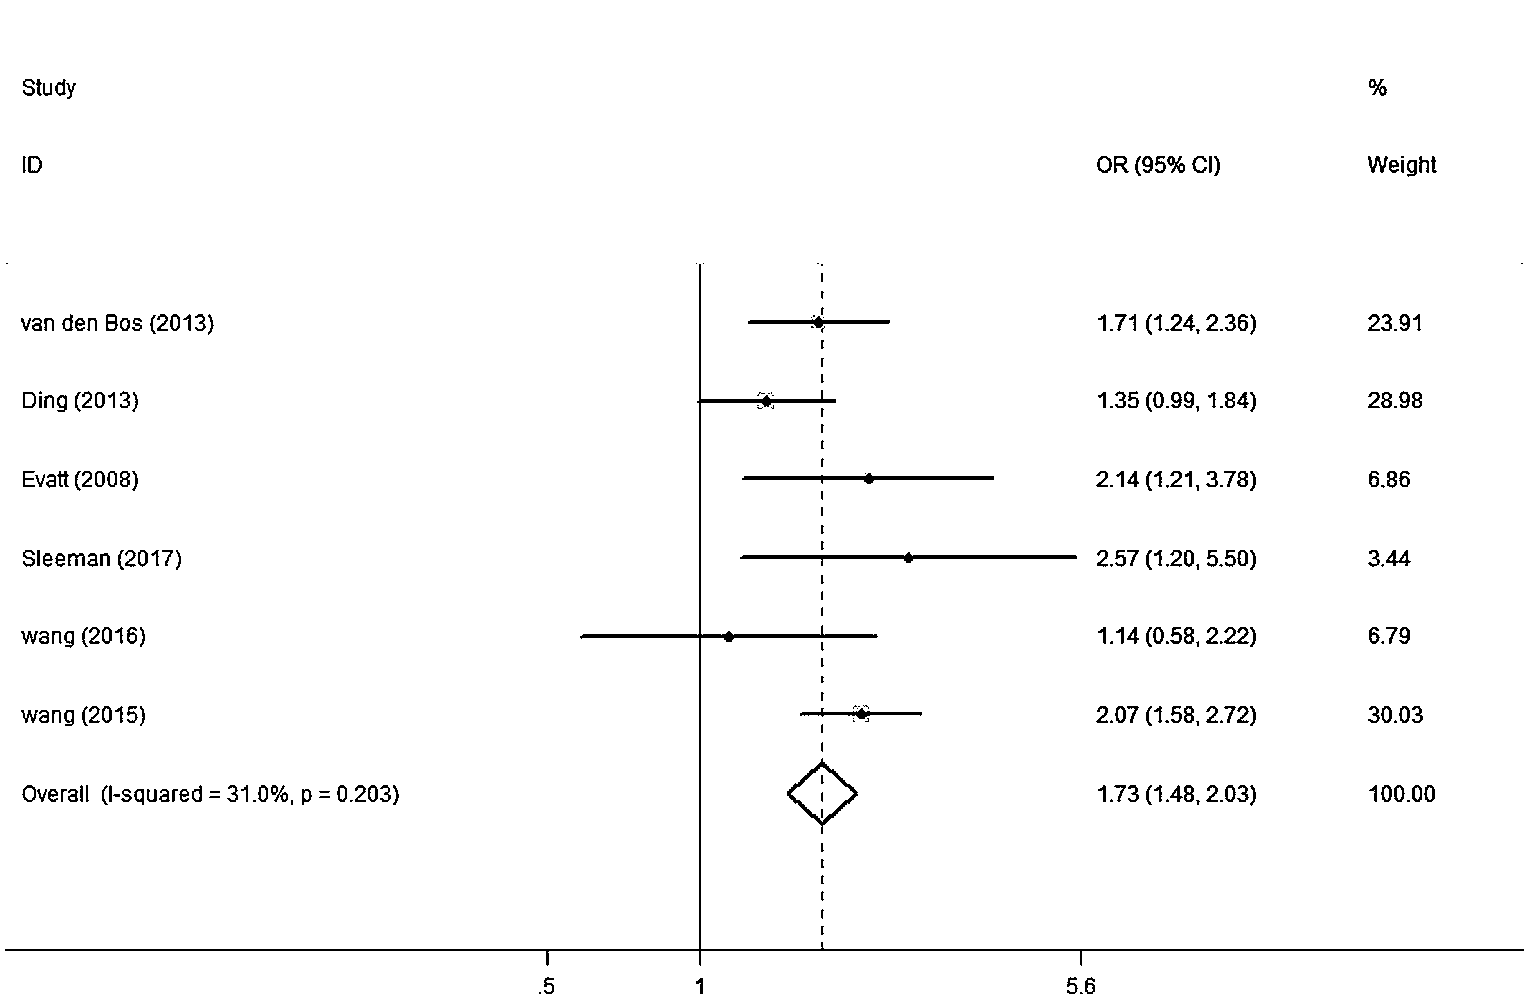 Study %
ID OR (95% CI) Weight
van den Bos (2013) 1.71 (1.24, 2.36) 23.91
Ding (2013) 1.35 (0.99, 1.84) 28.98
Evatt (2008) 2.14 (1.21, 3.78) 6.86
Sleeman (2017) 2.57 (1.20, 5.50) 3.44
wang (2016) 1.14 (0.58, 2.22) 6.79
wang (2015) 2.07 (1.58, 2.72) 30.03
Overall (I-squared = 31.0%, p = 0.203) 1.73 (1.48, 2.03) 100.00
.5 1 5.6